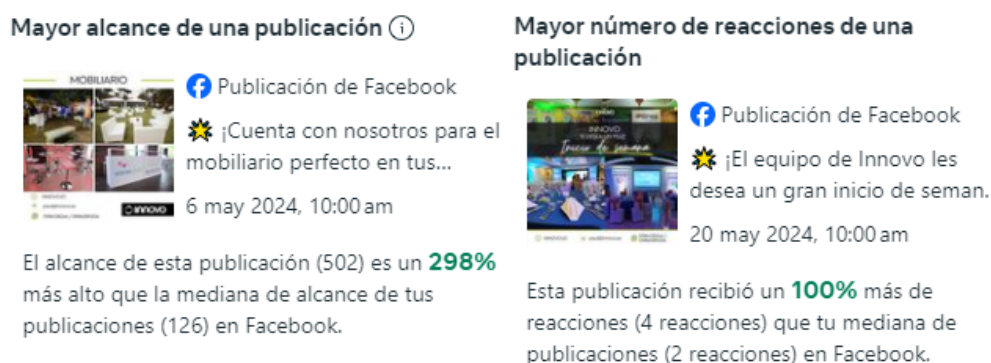 Mayor alcance de una publicación
MOBILIARIO
INNOVO
Publicación de Facebook
🌟 ¡Cuenta con nosotros para el
mobiliario perfecto en tus...
6 may 2024, 10:00 am
El alcance de esta publicación (502) es un 298%
más alto que la mediana de alcance de tus
publicaciones (126) en Facebook.
Mayor número de reacciones de una
publicación
INNOVO
Inicio de semana
Publicación de Facebook
🌟 ¡El equipo de Innovo les
desea un gran inicio de seman.
20 may 2024, 10:00 am
Esta publicación recibió un 100% más de
reacciones (4 reacciones) que tu mediana de
publicaciones (2 reacciones) en Facebook.